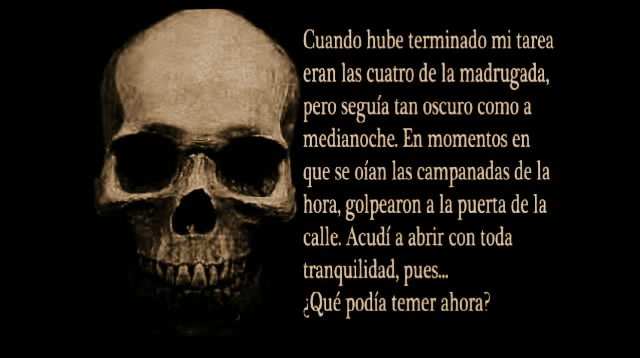 Cuando hube terminado mi tarea
eran las cuatro de la madrugada,
pero seguía tan oscuro como a
medianoche. En momentos en
que se oían las campanadas de la
hora, golpearon a la puerta de la
calle. Acudí a abrir con toda
tranquilidad, pues...
¿Qué podía temer ahora?